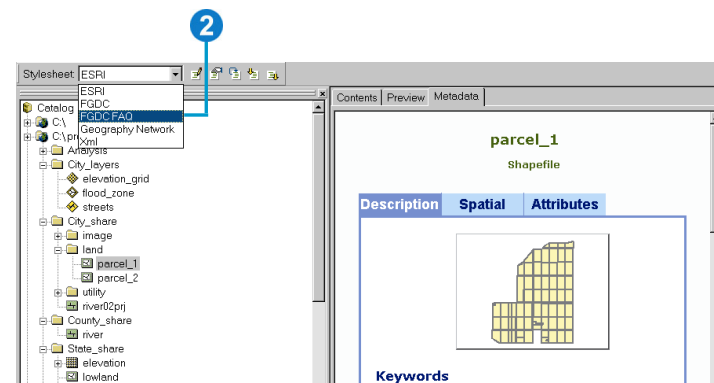 2
Stylesheet: ESRI
ESRI
FGDC
FGDC FAQ
Geography Network
Xml
Catalog
C:\
C:\pr
Analysis
City_layers
elevation_grid
flood_zone
streets
City_share
image
land
parcel_1
parcel_2
utility
river02prj
County_share
river
State_share
elevation
lowland
Contents Preview Metadata
parcel_1
Shapefile
Description Spatial Attributes
Keywords